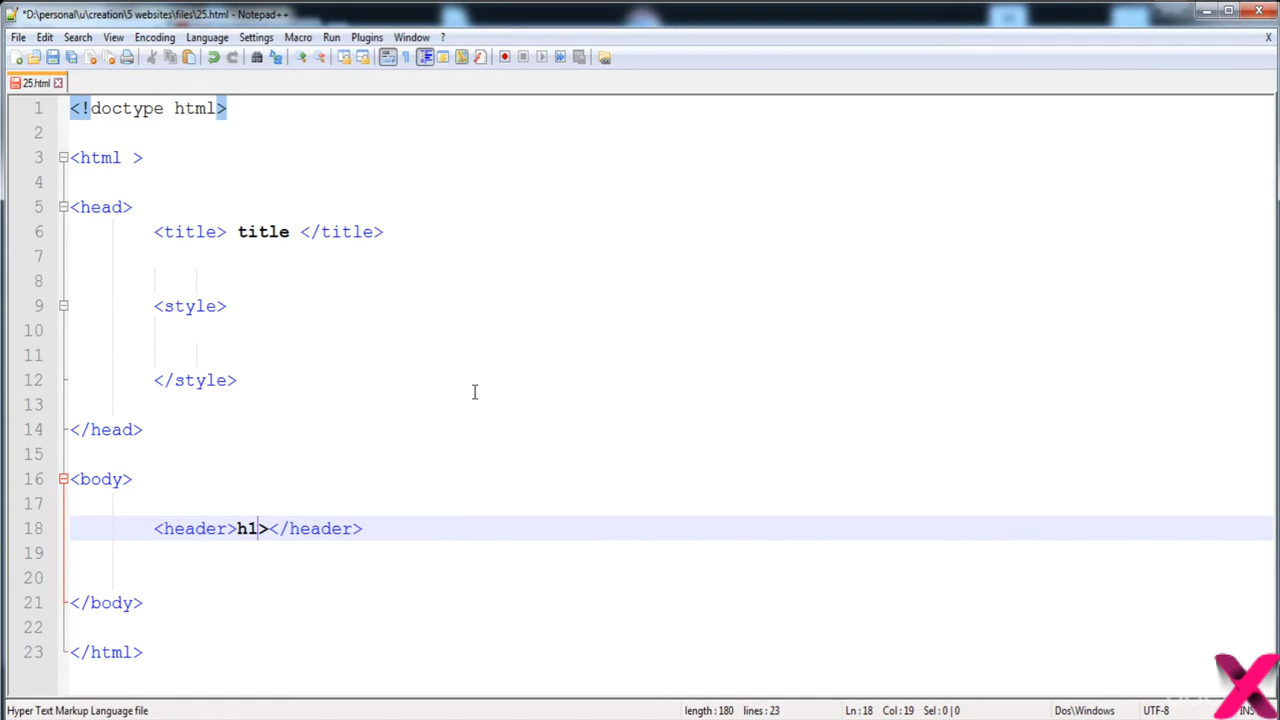 *D:\personal\u\creation\5 websites\files\25.html - Notepad++
File Edit Search View Encoding Language Settings Macro Run Plugins Window ? X
25.html
1 <!doctype html>
2
3 <html >
4
5 <head>
6 <title> title </title>
7
8
9 <style>
10
11
12 </style>
13
14 </head>
15
16 <body>
17
18 <header>h1></header>
19
20
21 </body>
22
23 </html>
Hyper Text Markup Language file length : 180 lines : 23 Ln : 18 Col : 19 Sel : 0 | 0 Dos\Windows UTF-8 INS